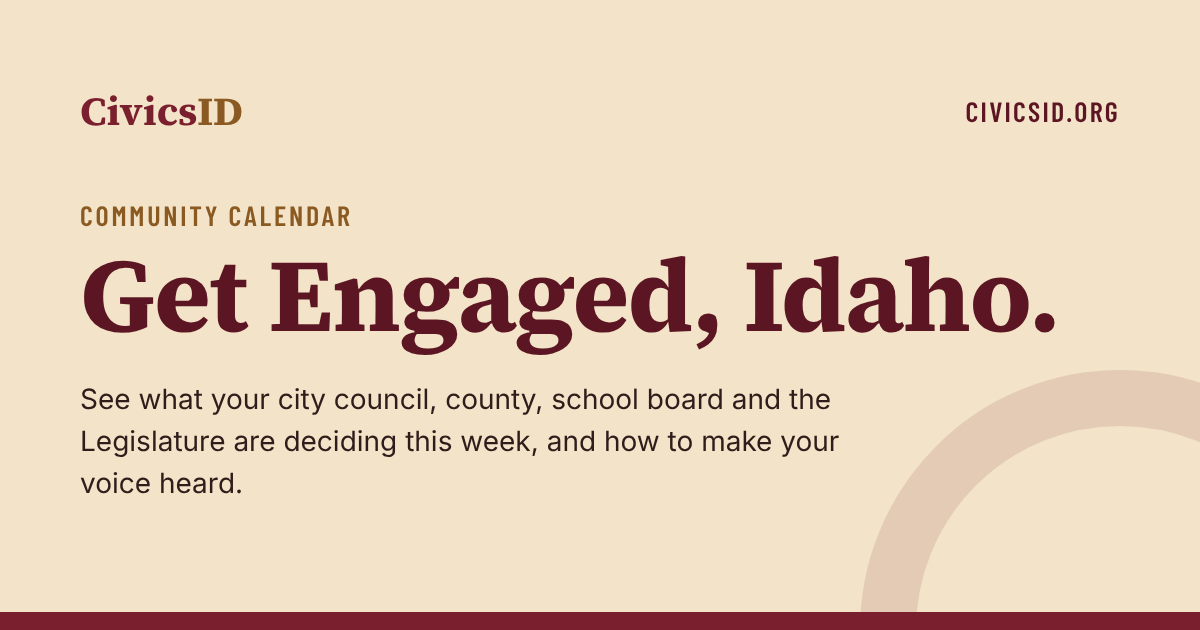 CivicsID
CIVICSID.ORG
COMMUNITY CALENDAR
Get Engaged, Idaho.
See what your city council, county, school board and the
Legislature are deciding this week, and how to make your
voice heard.